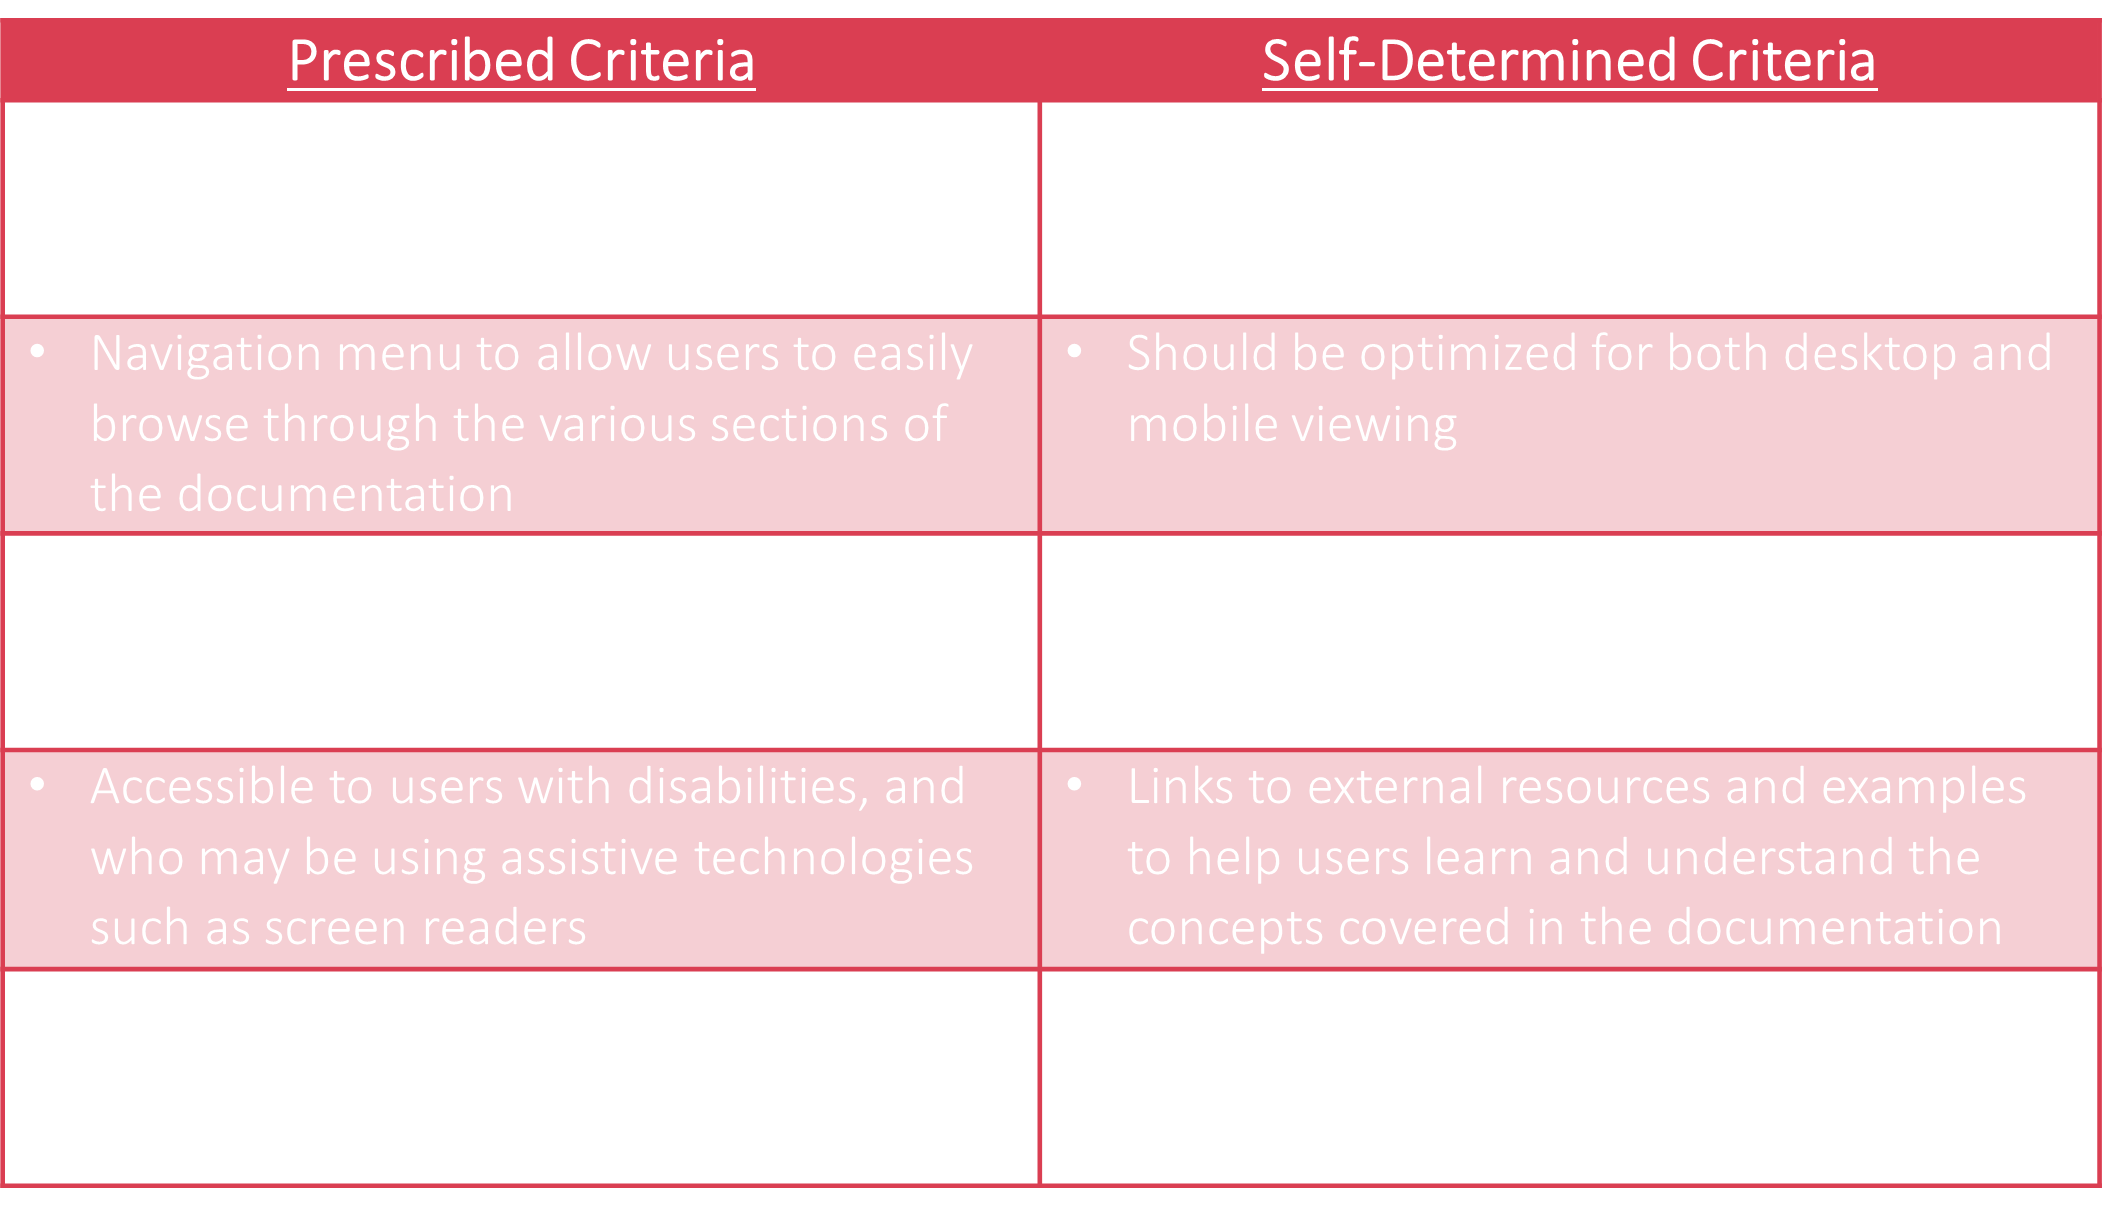 Prescribed Criteria
Self-Determined Criteria
• Navigation menu to allow users to easily
browse through the various sections of
the documentation
• Should be optimized for both desktop and
mobile viewing
• Accessible to users with disabilities, and
who may be using assistive technologies
such as screen readers
• Links to external resources and examples
to help users learn and understand the
concepts covered in the documentation